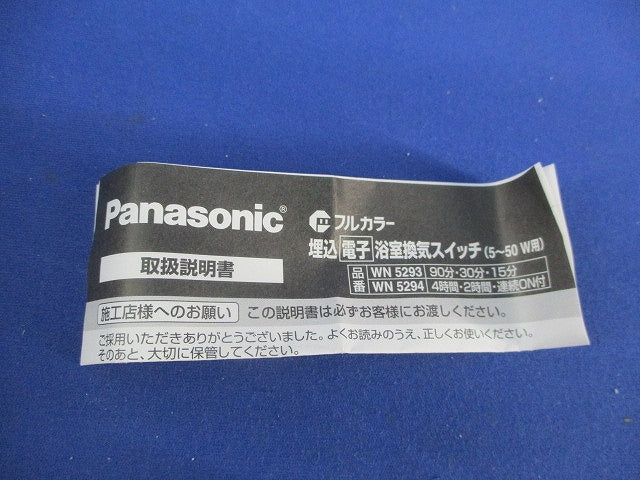 Panasonic®
フルカラー
埋込 電子 浴室換気スイッチ(5~50 W用)
取扱説明書
品番 WN 5293 90分・30分・15分
WN 5294 4時間・2時間・連続ON付
施工店様へのお願い この説明書は必ずお客様にお渡しください。
ご採用いただきありがとうございました。よくお読みのうえ、正しくお使いください。
そのあと、大切に保管してください。